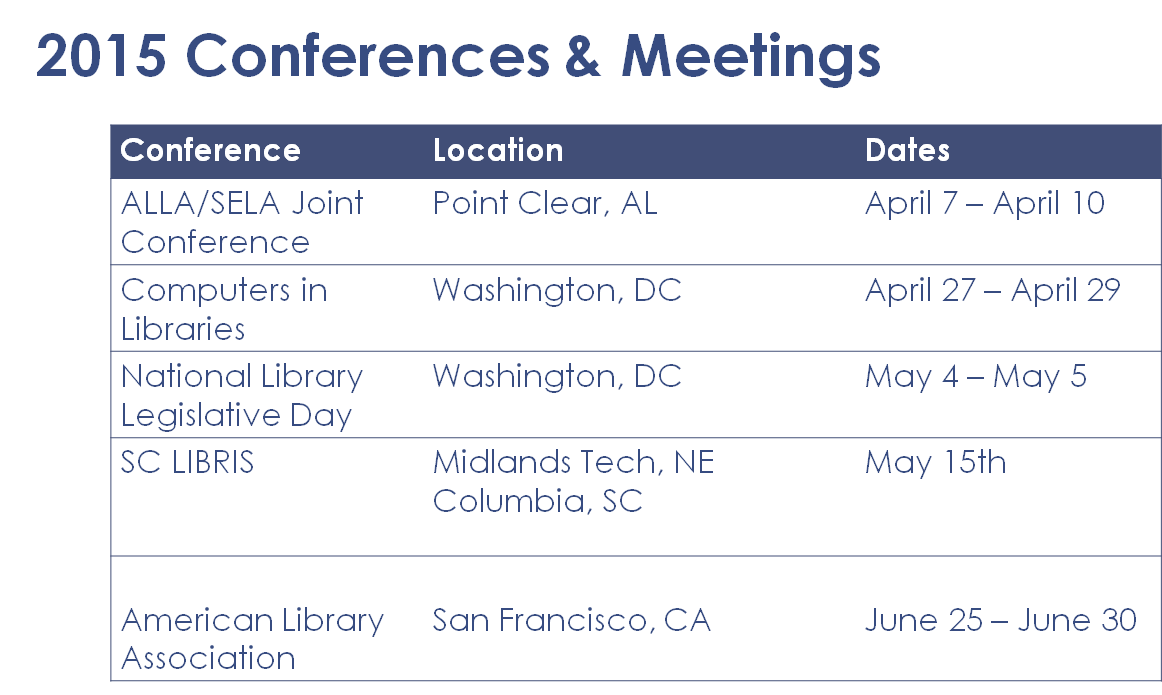 2015 Conferences & Meetings
Conference Location Dates
ALLA/SELA Joint Point Clear, AL April 7 – April 10
Conference
Computers in Washington, DC April 27 – April 29
Libraries
National Library Washington, DC May 4 – May 5
Legislative Day
SC LIBRIS Midlands Tech, NE May 15th
Columbia, SC
American Library San Francisco, CA June 25 – June 30
Association